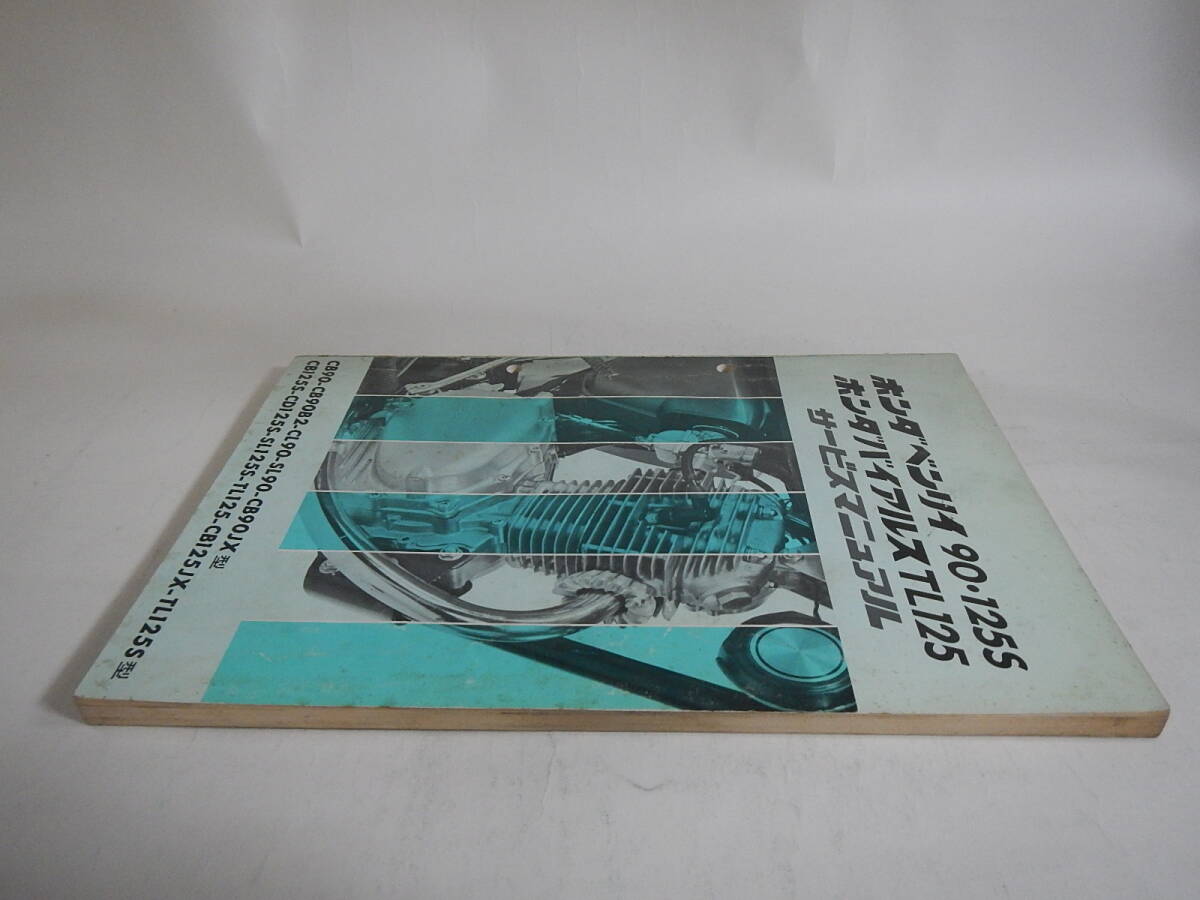 ホンダベンリイ90・125S
ホンダバイアルスTL125
サービスマニュアル
CB90-CB90B2-CL90-SL90-CB90JX型
CB125S-CD125S-SL125S-TL125-CB125JX-TL125S型